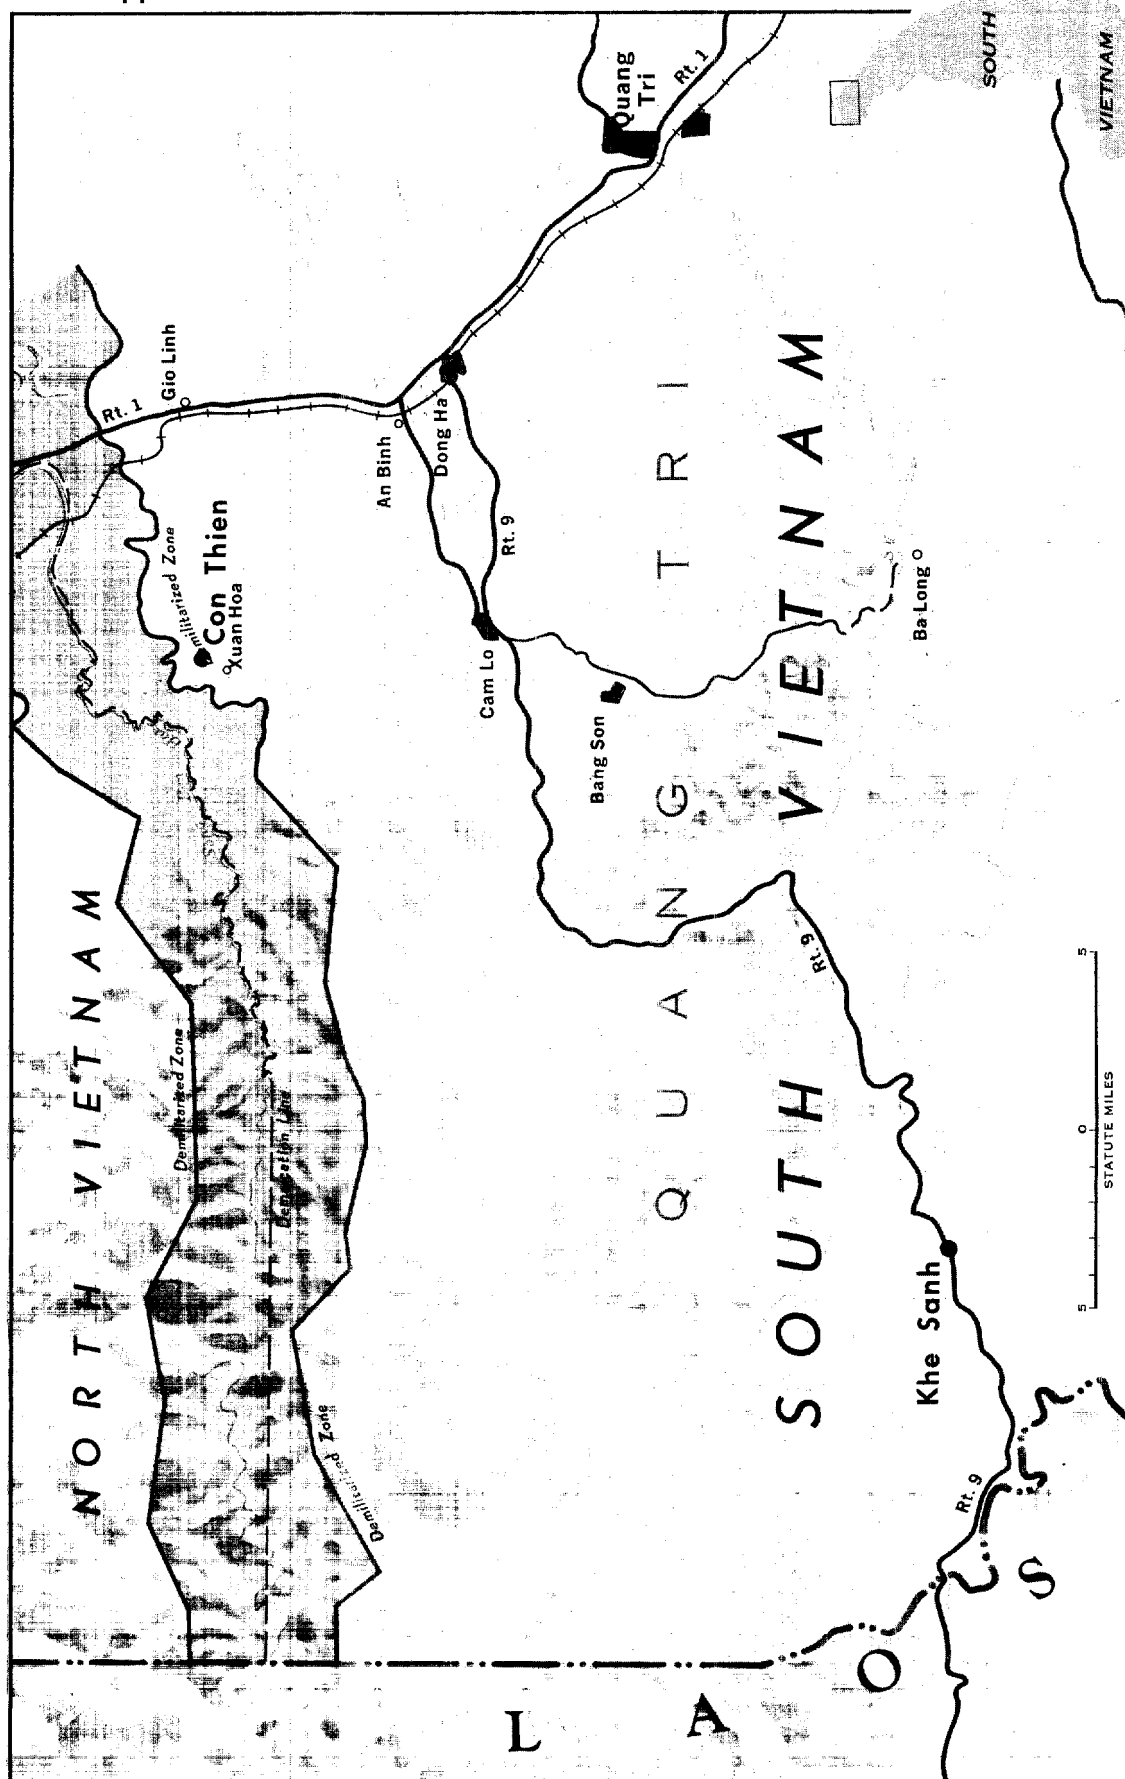 NORTH VIETNAM
Demilitarized Zone
Demarcation Line
Demilitarized Zone
militarized Zone
Con Thien
Xuan Hoa
Rt. 1
Gio Linh
An Binh
Dong Ha
Rt. 9
Cam Lo
Bang Son
Quang
Tri
Rt. 1
QUANG TRI
SOUTH VIETNAM
Ba Long
Rt. 9
Khe Sanh
Rt. 9
LAOS
SOUTH
VIETNAM
5 0 5
STATUTE MILES